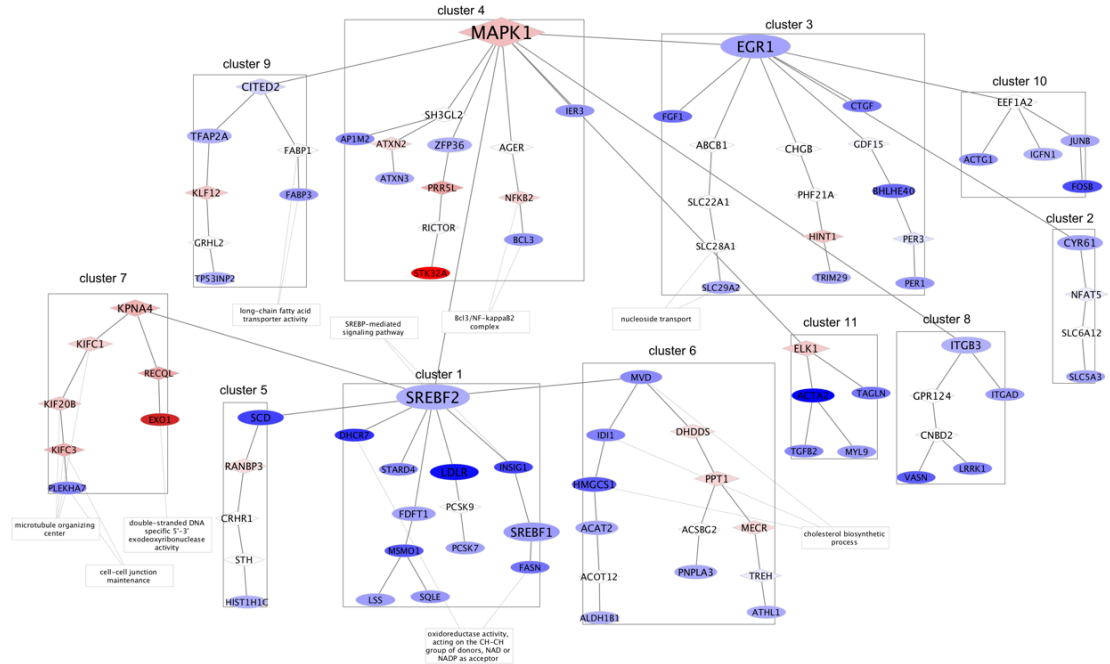 cluster 4
MAPK1
SH3GL2
AP1M2
ATXN2
ZFP36
ATXN3
PRR5L
RICTOR
STK32A
AGER
NFKB2
BCL3
IER3
cluster 3
EGR1
FGF1
CTGF
ABCB1
CHGB
GDF15
SLC22A1
PHF21A
BHLHE40
SLC28A1
HINT1
PER3
SLC29A2
TRIM29
PER1
cluster 9
CITED2
TFAP2A
FABP1
KLF12
FABP3
GRHL2
TP53INP2
cluster 10
EEF1A2
JUNB
ACTG1
IGFN1
FOSB
cluster 2
CYR61
NFAT5
SLC6A12
SLC5A3
cluster 7
KPNA4
KIFC1
RECQL
KIF20B
EXO1
KIFC3
PLEKHA7
long-chain fatty acid
transporter activity
SREBP-mediated
signaling pathway
Bcl3/NF-kappaB2
complex
nucleoside transport
cluster 11
ELK1
ACTA2
TAGLN
TGFB2
MYL9
cluster 8
ITGB3
GPR124
ITGAD
CNBD2
VASN
LRRK1
cluster 5
SCD
RANBP3
CRHR1
STH
HIST1H1C
cluster 1
SREBF2
DHCR7
STARD4
LDLR
INSIG1
FDFT1
PCSK9
SREBF1
MSMO1
PCSK7
FASN
LSS
SQLE
cluster 6
MVD
IDI1
DHDDS
HMGCS1
PPT1
ACAT2
ACSBG2
MECR
ACOT12
PNPLA3
TREH
ALDH1B1
ATHL1
microtubule organizing
center
double-stranded DNA
specific 5'-3'
exodeoxyribonuclease
activity
cell-cell junction
maintenance
cholesterol biosynthetic
process
oxidoreductase activity,
acting on the CH-CH
group of donors, NAD or
NADP as acceptor